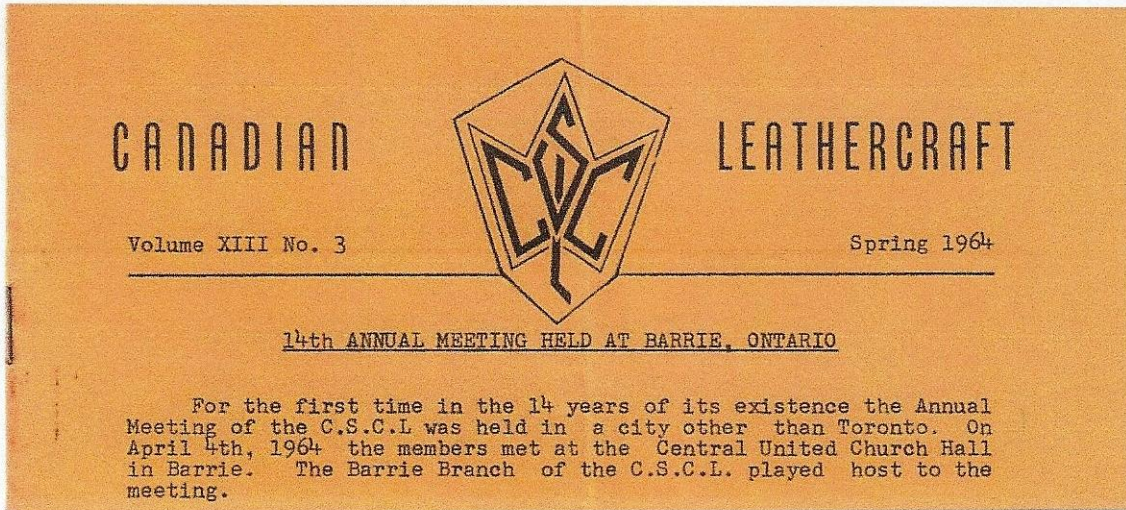 CANADIAN LEATHERCRAFT
CSCL
Volume XIII No. 3 Spring 1964
14th ANNUAL MEETING HELD AT BARRIE, ONTARIO
For the first time in the 14 years of its existence the Annual
Meeting of the C.S.C.L was held in a city other than Toronto. On
April 4th, 1964 the members met at the Central United Church Hall
in Barrie. The Barrie Branch of the C.S.C.L. played host to the
meeting.